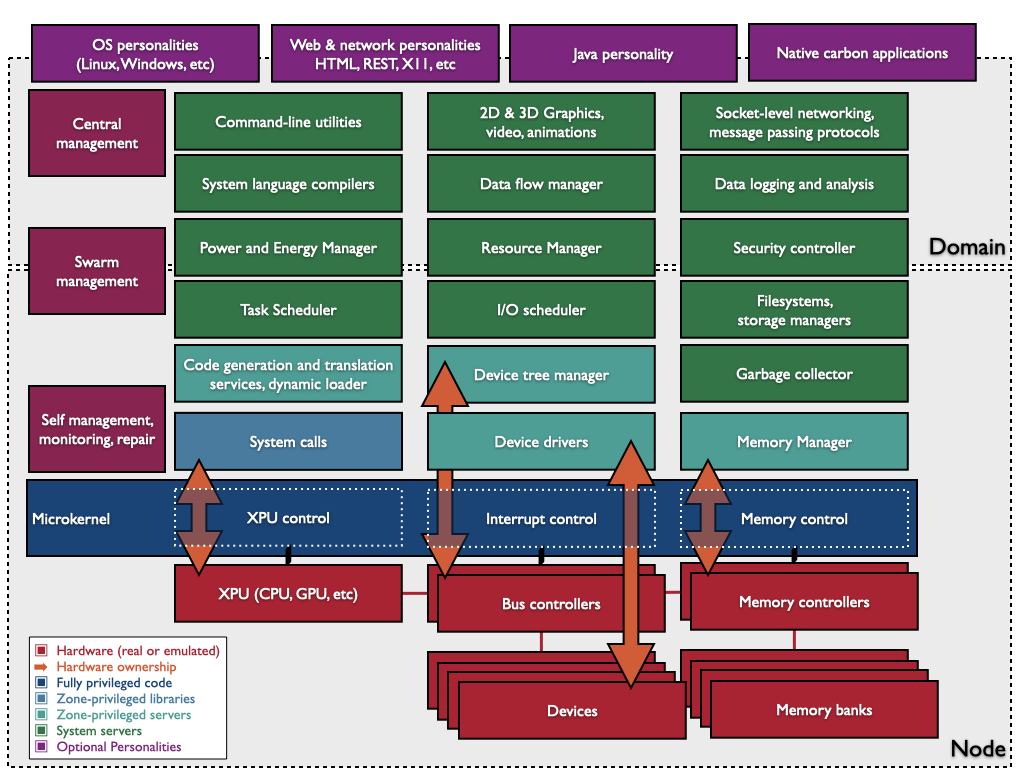 OS personalities
(Linux, Windows, etc)
Web & network personalities
HTML, REST, X11, etc
Java personality
Native carbon applications
Central
management
Command-line utilities
2D & 3D Graphics,
video, animations
Socket-level networking,
message passing protocols
System language compilers
Data flow manager
Data logging and analysis
Swarm
management
Power and Energy Manager
Resource Manager
Security controller
Domain
Task Scheduler
I/O scheduler
Filesystems,
storage managers
Code generation and translation
services, dynamic loader
Device tree manager
Garbage collector
Self management,
monitoring, repair
System calls
Device drivers
Memory Manager
Microkernel
XPU control
Interrupt control
Memory control
XPU (CPU, GPU, etc)
Bus controllers
Memory controllers
Devices
Memory banks
Hardware (real or emulated)
Hardware ownership
Fully privileged code
Zone-privileged libraries
Zone-privileged servers
System servers
Optional Personalities
Node